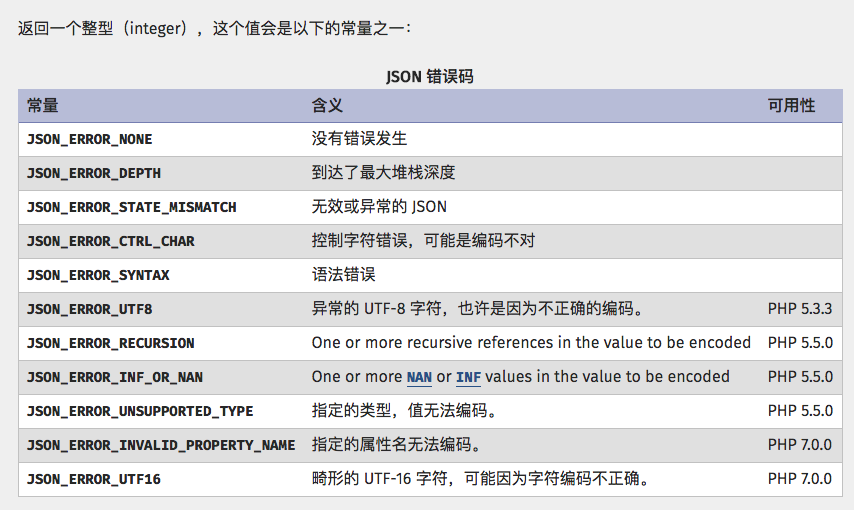 返回一个整型（integer），这个值会是以下的常量之一：
JSON 错误码
常量 含义 可用性
JSON_ERROR_NONE 没有错误发生
JSON_ERROR_DEPTH 到达了最大堆栈深度
JSON_ERROR_STATE_MISMATCH 无效或异常的 JSON
JSON_ERROR_CTRL_CHAR 控制字符错误，可能是编码不对
JSON_ERROR_SYNTAX 语法错误
JSON_ERROR_UTF8 异常的 UTF-8 字符，也许是因为不正确的编码。 PHP 5.3.3
JSON_ERROR_RECURSION One or more recursive references in the value to be encoded PHP 5.5.0
JSON_ERROR_INF_OR_NAN One or more NAN or INF values in the value to be encoded PHP 5.5.0
JSON_ERROR_UNSUPPORTED_TYPE 指定的类型，值无法编码。 PHP 5.5.0
JSON_ERROR_INVALID_PROPERTY_NAME 指定的属性名无法编码。 PHP 7.0.0
JSON_ERROR_UTF16 畸形的 UTF-16 字符，可能因为字符编码不正确。 PHP 7.0.0